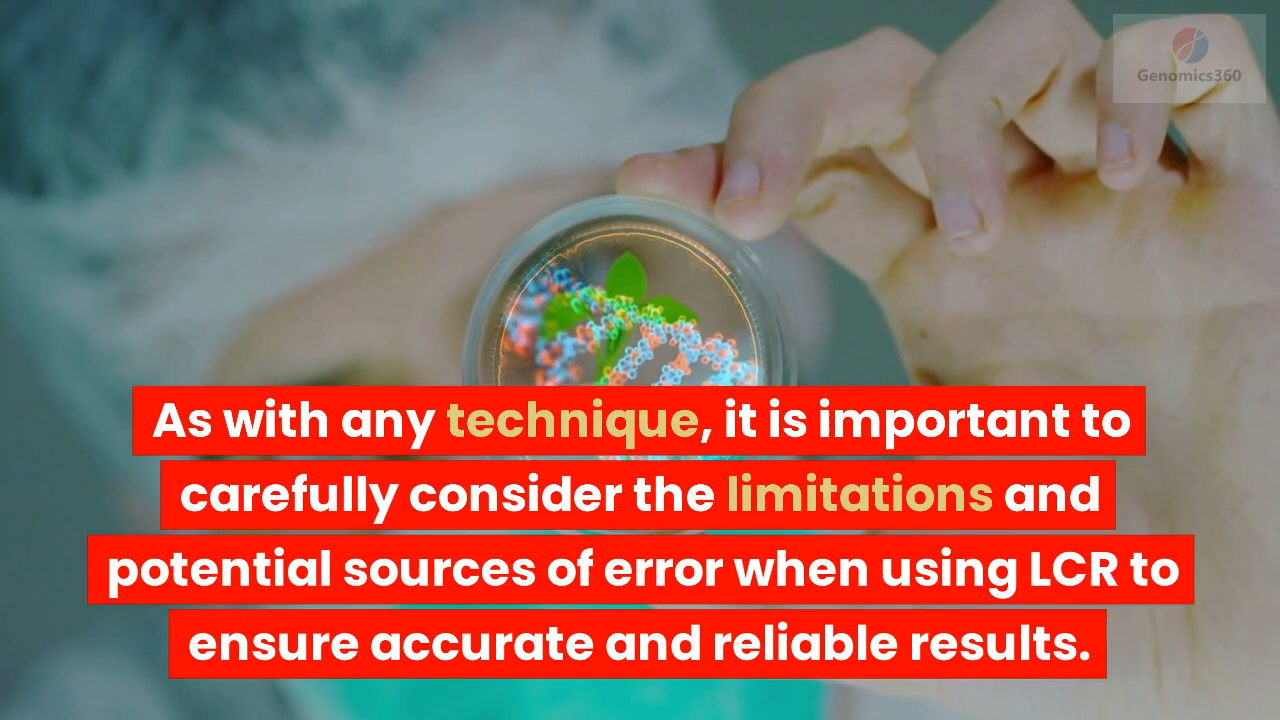 Genomics360
As with any technique, it is important to
carefully consider the limitations and
potential sources of error when using LCR to
ensure accurate and reliable results.